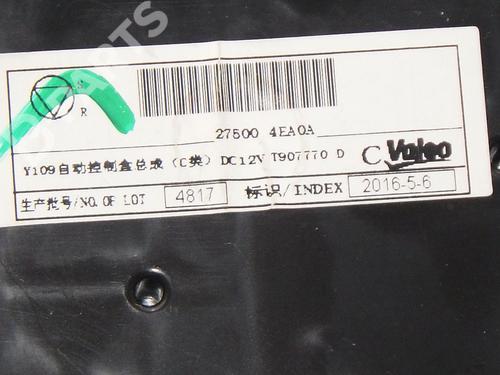 S
R
27500 4EA0A
Y109自动控制盒总成 (C类) DC12V T907770 D C Valeo
生产批号/NO.OF LOT 4817 标识/INDEX 2016-5-6